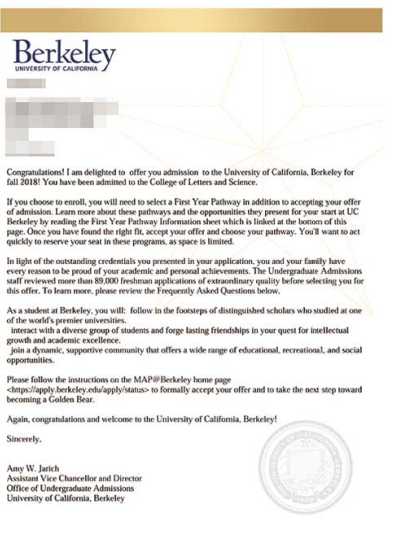 Berkeley
UNIVERSITY OF CALIFORNIA
Congratulations! I am delighted to offer you admission to the University of California, Berkeley for
fall 2018! You have been admitted to the College of Letters and Science.
If you choose to enroll, you will need to select a First Year Pathway in addition to accepting your offer
of admission. Learn more about these pathways and the opportunities they present for your start at UC
Berkeley by reading the First Year Pathway Information sheet which is linked at the bottom of this
page. Once you have found the right fit, accept your offer and choose your pathway. You'll want to act
quickly to reserve your seat in these programs, as space is limited.
In light of the outstanding credentials you presented in your application, you and your family have
every reason to be proud of your academic and personal achievements. The Undergraduate Admissions
staff reviewed more than 89,000 freshman applications of extraordinary quality before selecting you for
this offer. To learn more, please review the Frequently Asked Questions below.
As a student at Berkeley, you will: follow in the footsteps of distinguished scholars who studied at one
of the world's premier universities.
interact with a diverse group of students and forge lasting friendships in your quest for intellectual
growth and academic excellence.
join a dynamic, supportive community that offers a wide range of educational, recreational, and social
opportunities.
Please follow the instructions on the MAP@Berkeley home page
<https://apply.berkeley.edu/apply/status> to formally accept your offer and to take the next step toward
becoming a Golden Bear.
Again, congratulations and welcome to the University of California, Berkeley!
Sincerely,
Amy W. Jarich
Assistant Vice Chancellor and Director
Office of Undergraduate Admissions
University of California, Berkeley